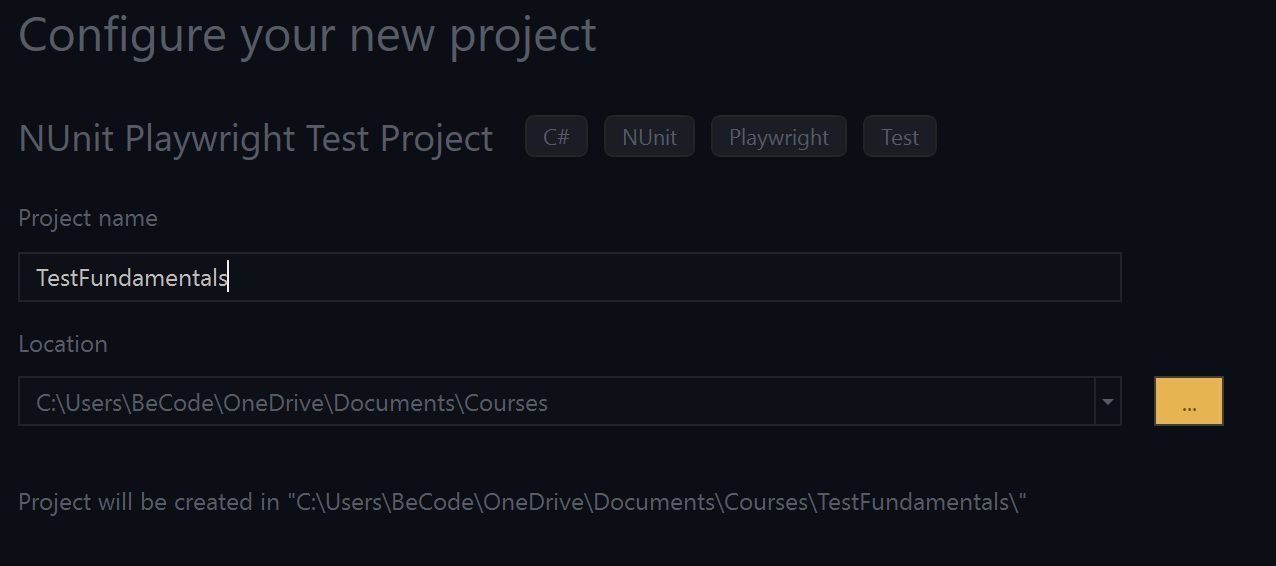 Configure your new project
NUnit Playwright Test Project C# NUnit Playwright Test
Project name
TestFundamentals
Location
C:\Users\BeCode\OneDrive\Documents\Courses
...
Project will be created in "C:\Users\BeCode\OneDrive\Documents\Courses\TestFundamentals\"